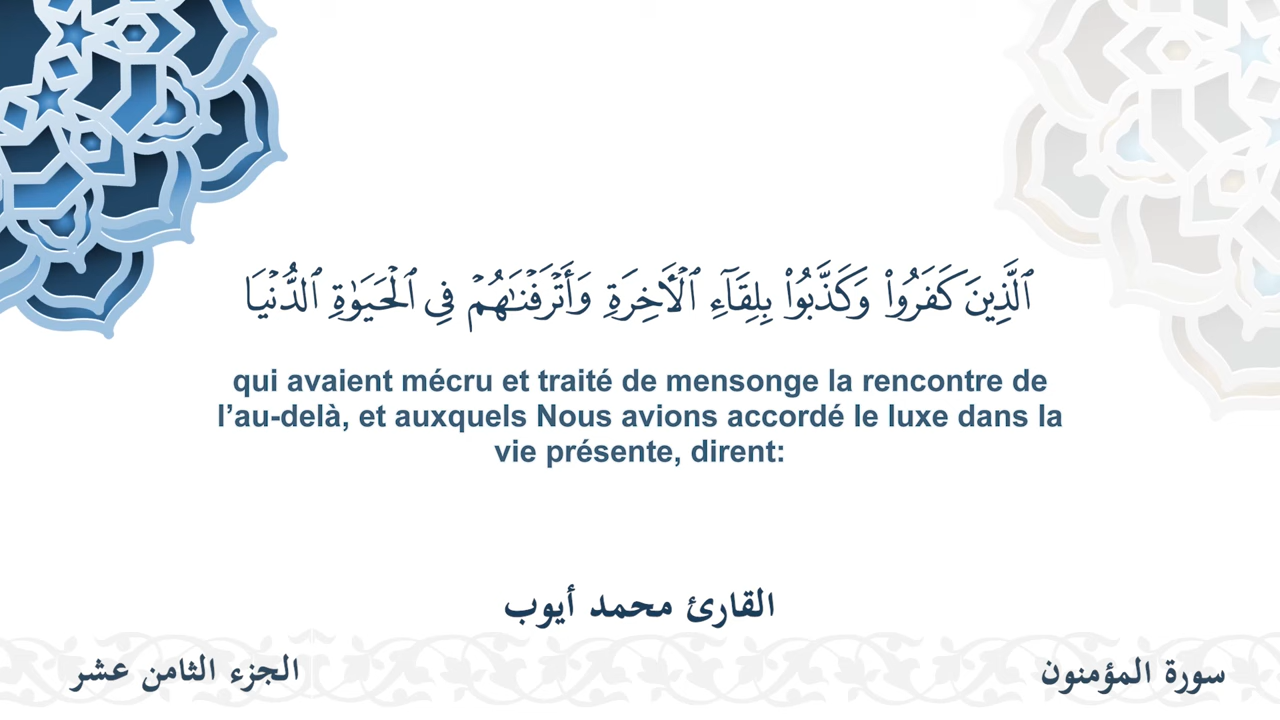 ٱلَّذِينَ كَفَرُوا۟ وَكَذَّبُوا۟ بِلِقَآءِ ٱلْـَٔاخِرَةِ وَأَتْرَفْنَـٰهُمْ فِى ٱلْحَيَوٰةِ ٱلدُّنْيَا
qui avaient mécru et traité de mensonge la rencontre de
l’au-delà, et auxquels Nous avions accordé le luxe dans la
vie présente, dirent:
القارئ محمد أيوب
سورة المؤمنون
الجزء الثامن عشر